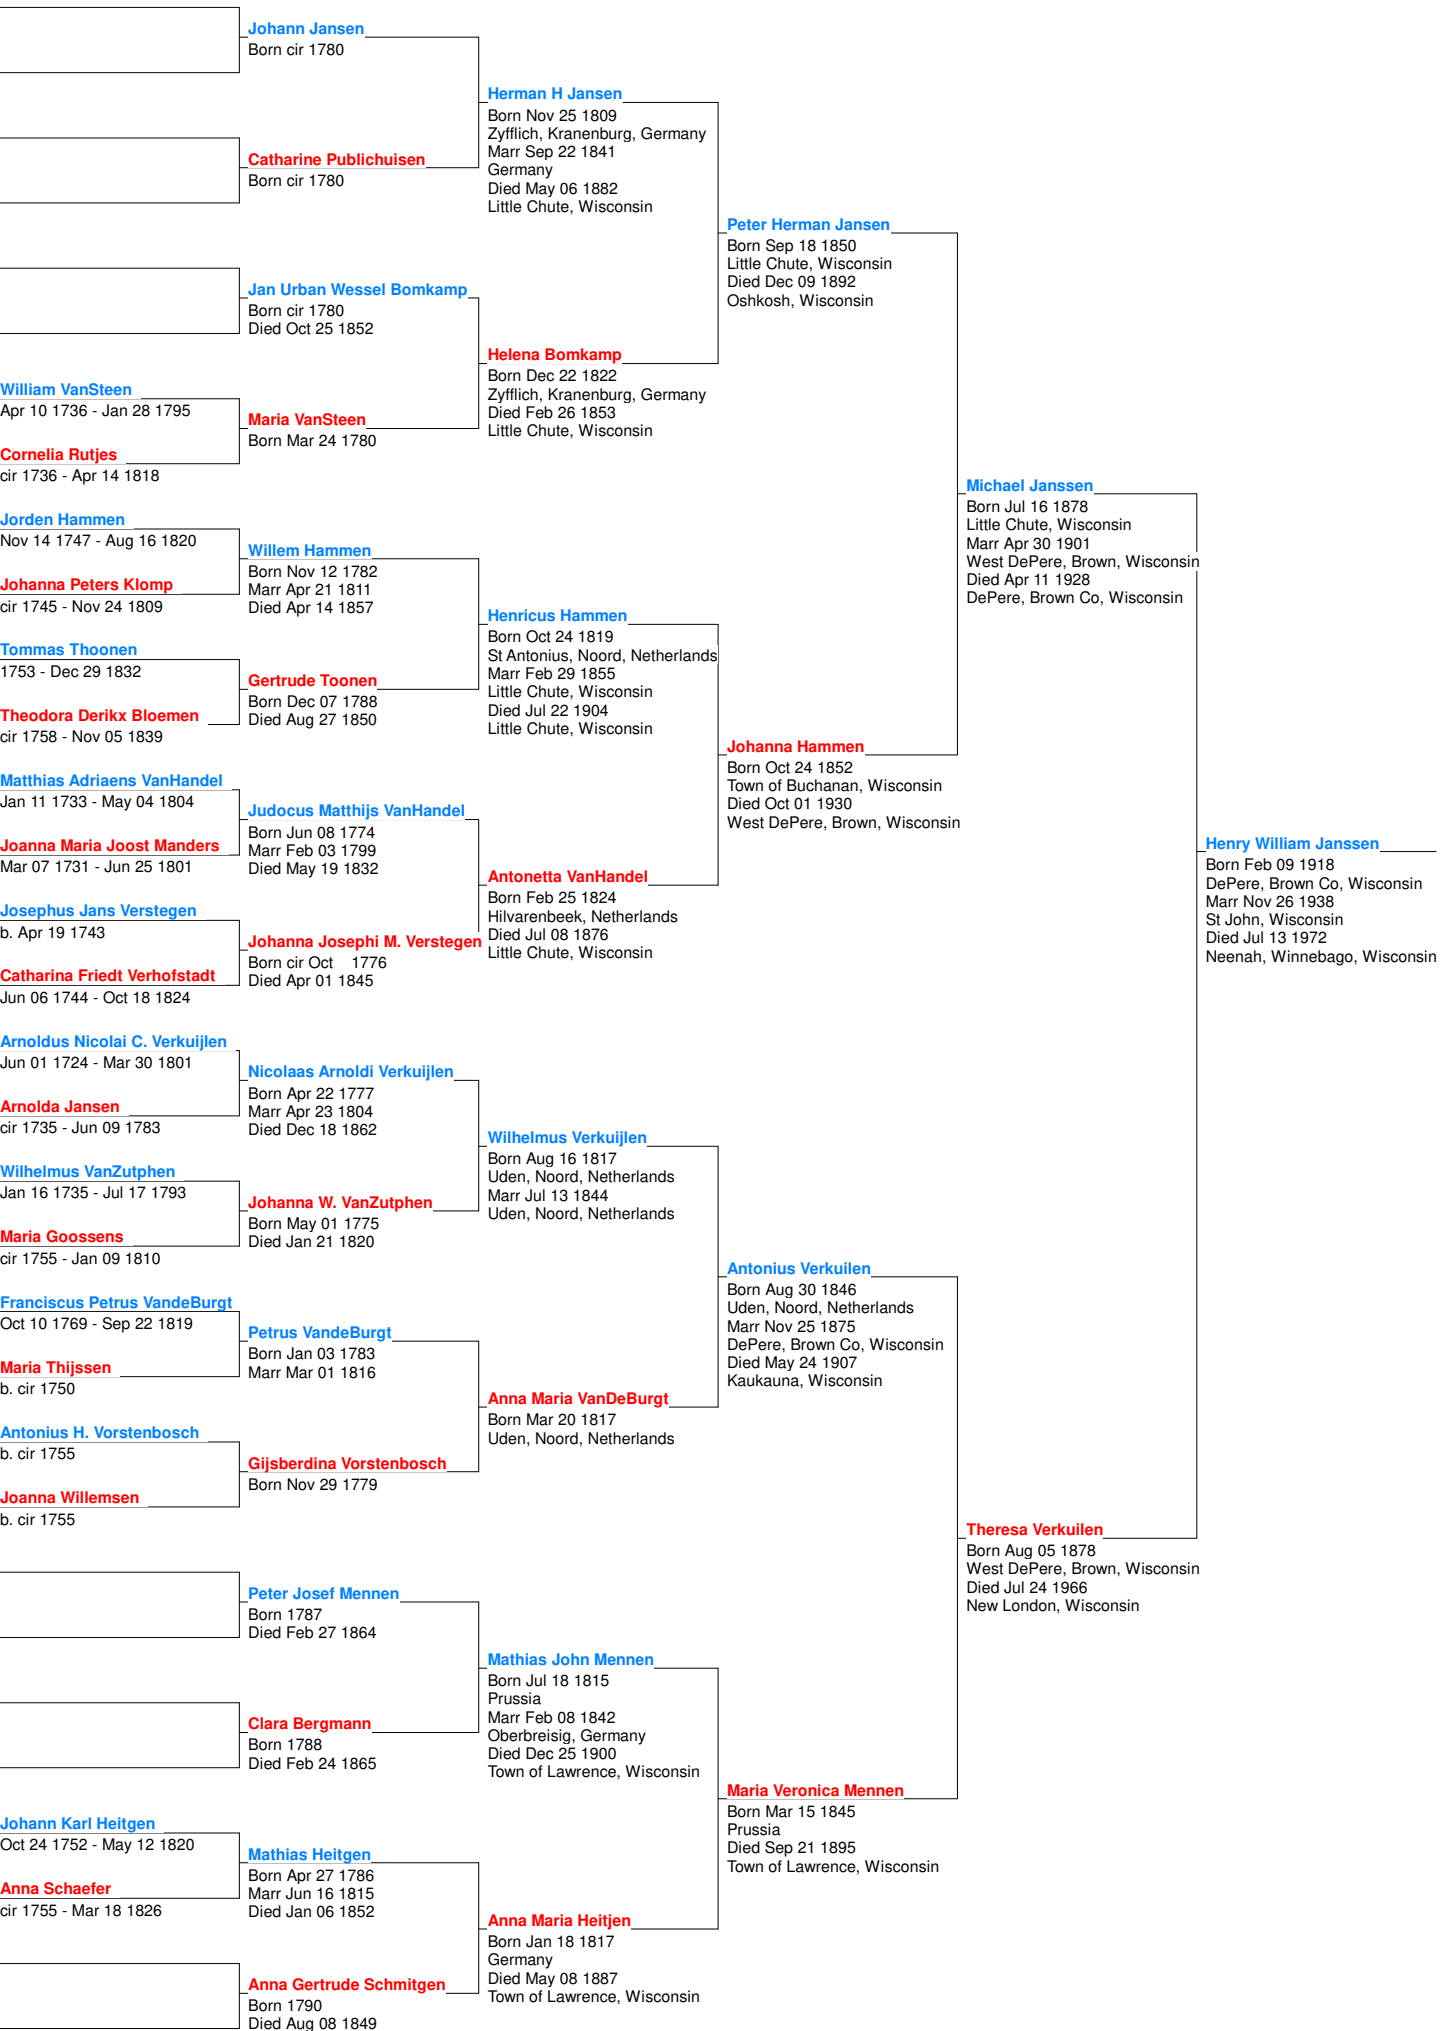 Johann Jansen
Born cir 1780
Herman H Jansen
Born Nov 25 1809
Zyfflich, Kranenburg, Germany
Marr Sep 22 1841
Germany
Died May 06 1882
Little Chute, Wisconsin
Catharine Publichuisen
Born cir 1780
Peter Herman Jansen
Born Sep 18 1850
Little Chute, Wisconsin
Died Dec 09 1892
Oshkosh, Wisconsin
Jan Urban Wessel Bomkamp
Born cir 1780
Died Oct 25 1852
Helena Bomkamp
Born Dec 22 1822
Zyfflich, Kranenburg, Germany
Died Feb 26 1853
Little Chute, Wisconsin
William VanSteen
Apr 10 1736 - Jan 28 1795
Maria VanSteen
Born Mar 24 1780
Cornelia Rutjes
cir 1736 - Apr 14 1818
Michael Janssen
Born Jul 16 1878
Little Chute, Wisconsin
Marr Apr 30 1901
West DePere, Brown, Wisconsin
Died Apr 11 1928
DePere, Brown Co, Wisconsin
Jorden Hammen
Nov 14 1747 - Aug 16 1820
Willem Hammen
Born Nov 12 1782
Marr Apr 21 1811
Died Apr 14 1857
Johanna Peters Klomp
cir 1745 - Nov 24 1809
Henricus Hammen
Born Oct 24 1819
St Antonius, Noord, Netherlands
Marr Feb 29 1855
Little Chute, Wisconsin
Died Jul 22 1904
Little Chute, Wisconsin
Tommas Thoonen
1753 - Dec 29 1832
Gertrude Toonen
Born Dec 07 1788
Died Aug 27 1850
Theodora Derikx Bloemen
cir 1758 - Nov 05 1839
Johanna Hammen
Born Oct 24 1852
Town of Buchanan, Wisconsin
Died Oct 01 1930
West DePere, Brown, Wisconsin
Matthias Adriaens VanHandel
Jan 11 1733 - May 04 1804
Judocus Matthijs VanHandel
Born Jun 08 1774
Marr Feb 03 1799
Died May 19 1832
Joanna Maria Joost Manders
Mar 07 1731 - Jun 25 1801
Henry William Janssen
Born Feb 09 1918
DePere, Brown Co, Wisconsin
Marr Nov 26 1938
St John, Wisconsin
Died Jul 13 1972
Neenah, Winnebago, Wisconsin
Antonetta VanHandel
Born Feb 25 1824
Hilvarenbeek, Netherlands
Died Jul 08 1876
Little Chute, Wisconsin
Josephus Jans Verstegen
b. Apr 19 1743
Johanna Josephi M. Verstegen
Born cir Oct    1776
Died Apr 01 1845
Catharina Friedt Verhofstadt
Jun 06 1744 - Oct 18 1824
Arnoldus Nicolai C. Verkuijlen
Jun 01 1724 - Mar 30 1801
Nicolaas Arnoldi Verkuijlen
Born Apr 22 1777
Marr Apr 23 1804
Died Dec 18 1862
Arnolda Jansen
cir 1735 - Jun 09 1783
Wilhelmus Verkuijlen
Born Aug 16 1817
Uden, Noord, Netherlands
Marr Jul 13 1844
Uden, Noord, Netherlands
Wilhelmus VanZutphen
Jan 16 1735 - Jul 17 1793
Johanna W. VanZutphen
Born May 01 1775
Died Jan 21 1820
Maria Goossens
cir 1755 - Jan 09 1810
Antonius Verkuilen
Born Aug 30 1846
Uden, Noord, Netherlands
Marr Nov 25 1875
DePere, Brown Co, Wisconsin
Died May 24 1907
Kaukauna, Wisconsin
Franciscus Petrus VandeBurgt
Oct 10 1769 - Sep 22 1819
Petrus VandeBurgt
Born Jan 03 1783
Marr Mar 01 1816
Maria Thijssen
b. cir 1750
Anna Maria VanDeBurgt
Born Mar 20 1817
Uden, Noord, Netherlands
Antonius H. Vorstenbosch
b. cir 1755
Gijsberdina Vorstenbosch
Born Nov 29 1779
Joanna Willemsen
b. cir 1755
Theresa Verkuilen
Born Aug 05 1878
West DePere, Brown, Wisconsin
Died Jul 24 1966
New London, Wisconsin
Peter Josef Mennen
Born 1787
Died Feb 27 1864
Mathias John Mennen
Born Jul 18 1815
Prussia
Marr Feb 08 1842
Oberbreisig, Germany
Died Dec 25 1900
Town of Lawrence, Wisconsin
Clara Bergmann
Born 1788
Died Feb 24 1865
Maria Veronica Mennen
Born Mar 15 1845
Prussia
Died Sep 21 1895
Town of Lawrence, Wisconsin
Johann Karl Heitgen
Oct 24 1752 - May 12 1820
Mathias Heitgen
Born Apr 27 1786
Marr Jun 16 1815
Died Jan 06 1852
Anna Schaefer
cir 1755 - Mar 18 1826
Anna Maria Heitjen
Born Jan 18 1817
Germany
Died May 08 1887
Town of Lawrence, Wisconsin
Anna Gertrude Schmitgen
Born 1790
Died Aug 08 1849